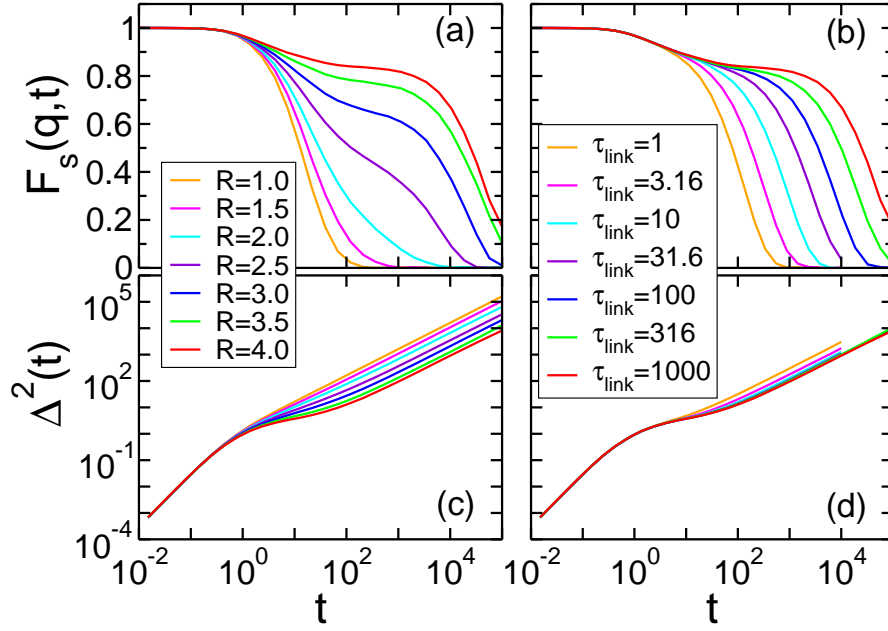 (a)
(b)
F_s(q,t)
1
0.8
0.6
0.4
0.2
0
R=1.0
R=1.5
R=2.0
R=2.5
R=3.0
R=3.5
R=4.0
τ_link=1
τ_link=3.16
τ_link=10
τ_link=31.6
τ_link=100
τ_link=316
τ_link=1000
Δ^2(t)
10^5
10^2
10^-1
10^-4
(c)
(d)
10^-2 10^0 10^2 10^4 10^-2 10^0 10^2 10^4
t t